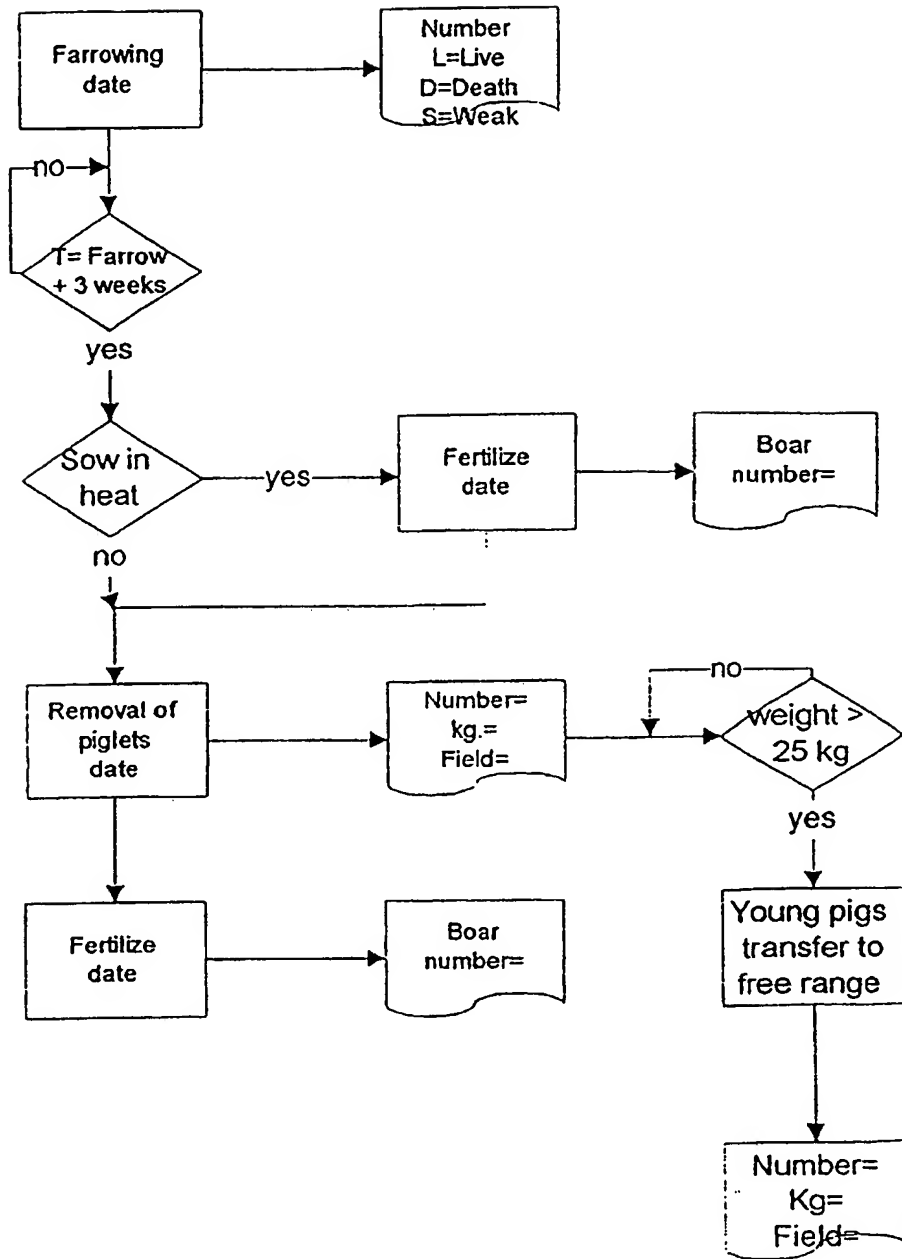 Farrowing
date
Number
L=Live
D=Death
S=Weak
no
T= Farrow
+ 3 weeks
yes
Sow in
heat
yes
Fertilize
date
Boar
number=
no
Removal of
piglets
date
Number=
kg.=
Field=
no
weight >
25 kg
yes
Fertilize
date
Boar
number=
Young pigs
transfer to
free range
Number=
Kg=
Field=